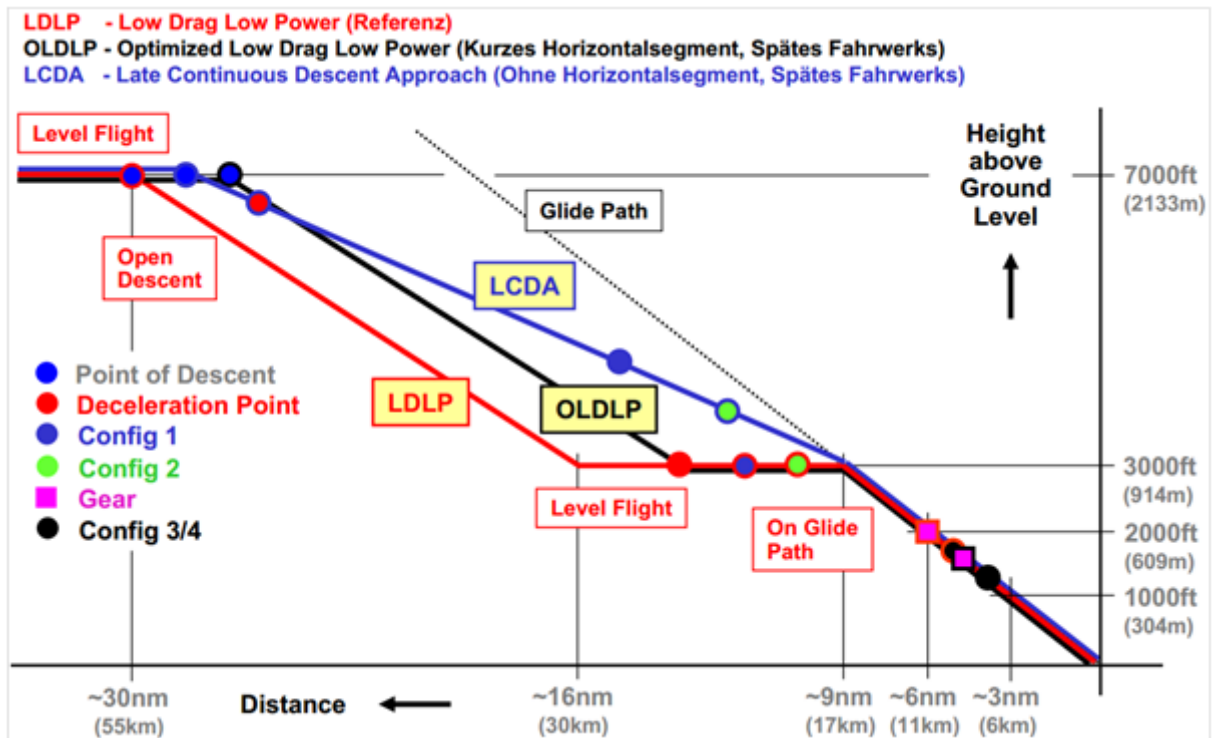 LDLP - Low Drag Low Power (Referenz)
OLDLP - Optimized Low Drag Low Power (Kurzes Horizontalsegment, Spätes Fahrwerks)
LCDA - Late Continuous Descent Approach (Ohne Horizontalsegment, Spätes Fahrwerks)
Level Flight
Height
above
Ground
Level
7000ft
(2133m)
Glide Path
Open
Descent
LCDA
Point of Descent
Deceleration Point
Config 1
Config 2
Gear
Config 3/4
LDLP
OLDLP
3000ft
(914m)
Level Flight
On Glide
Path
2000ft
(609m)
1000ft
(304m)
~30nm
(55km)
Distance
~16nm
(30km)
~9nm
(17km)
~6nm
(11km)
~3nm
(6km)